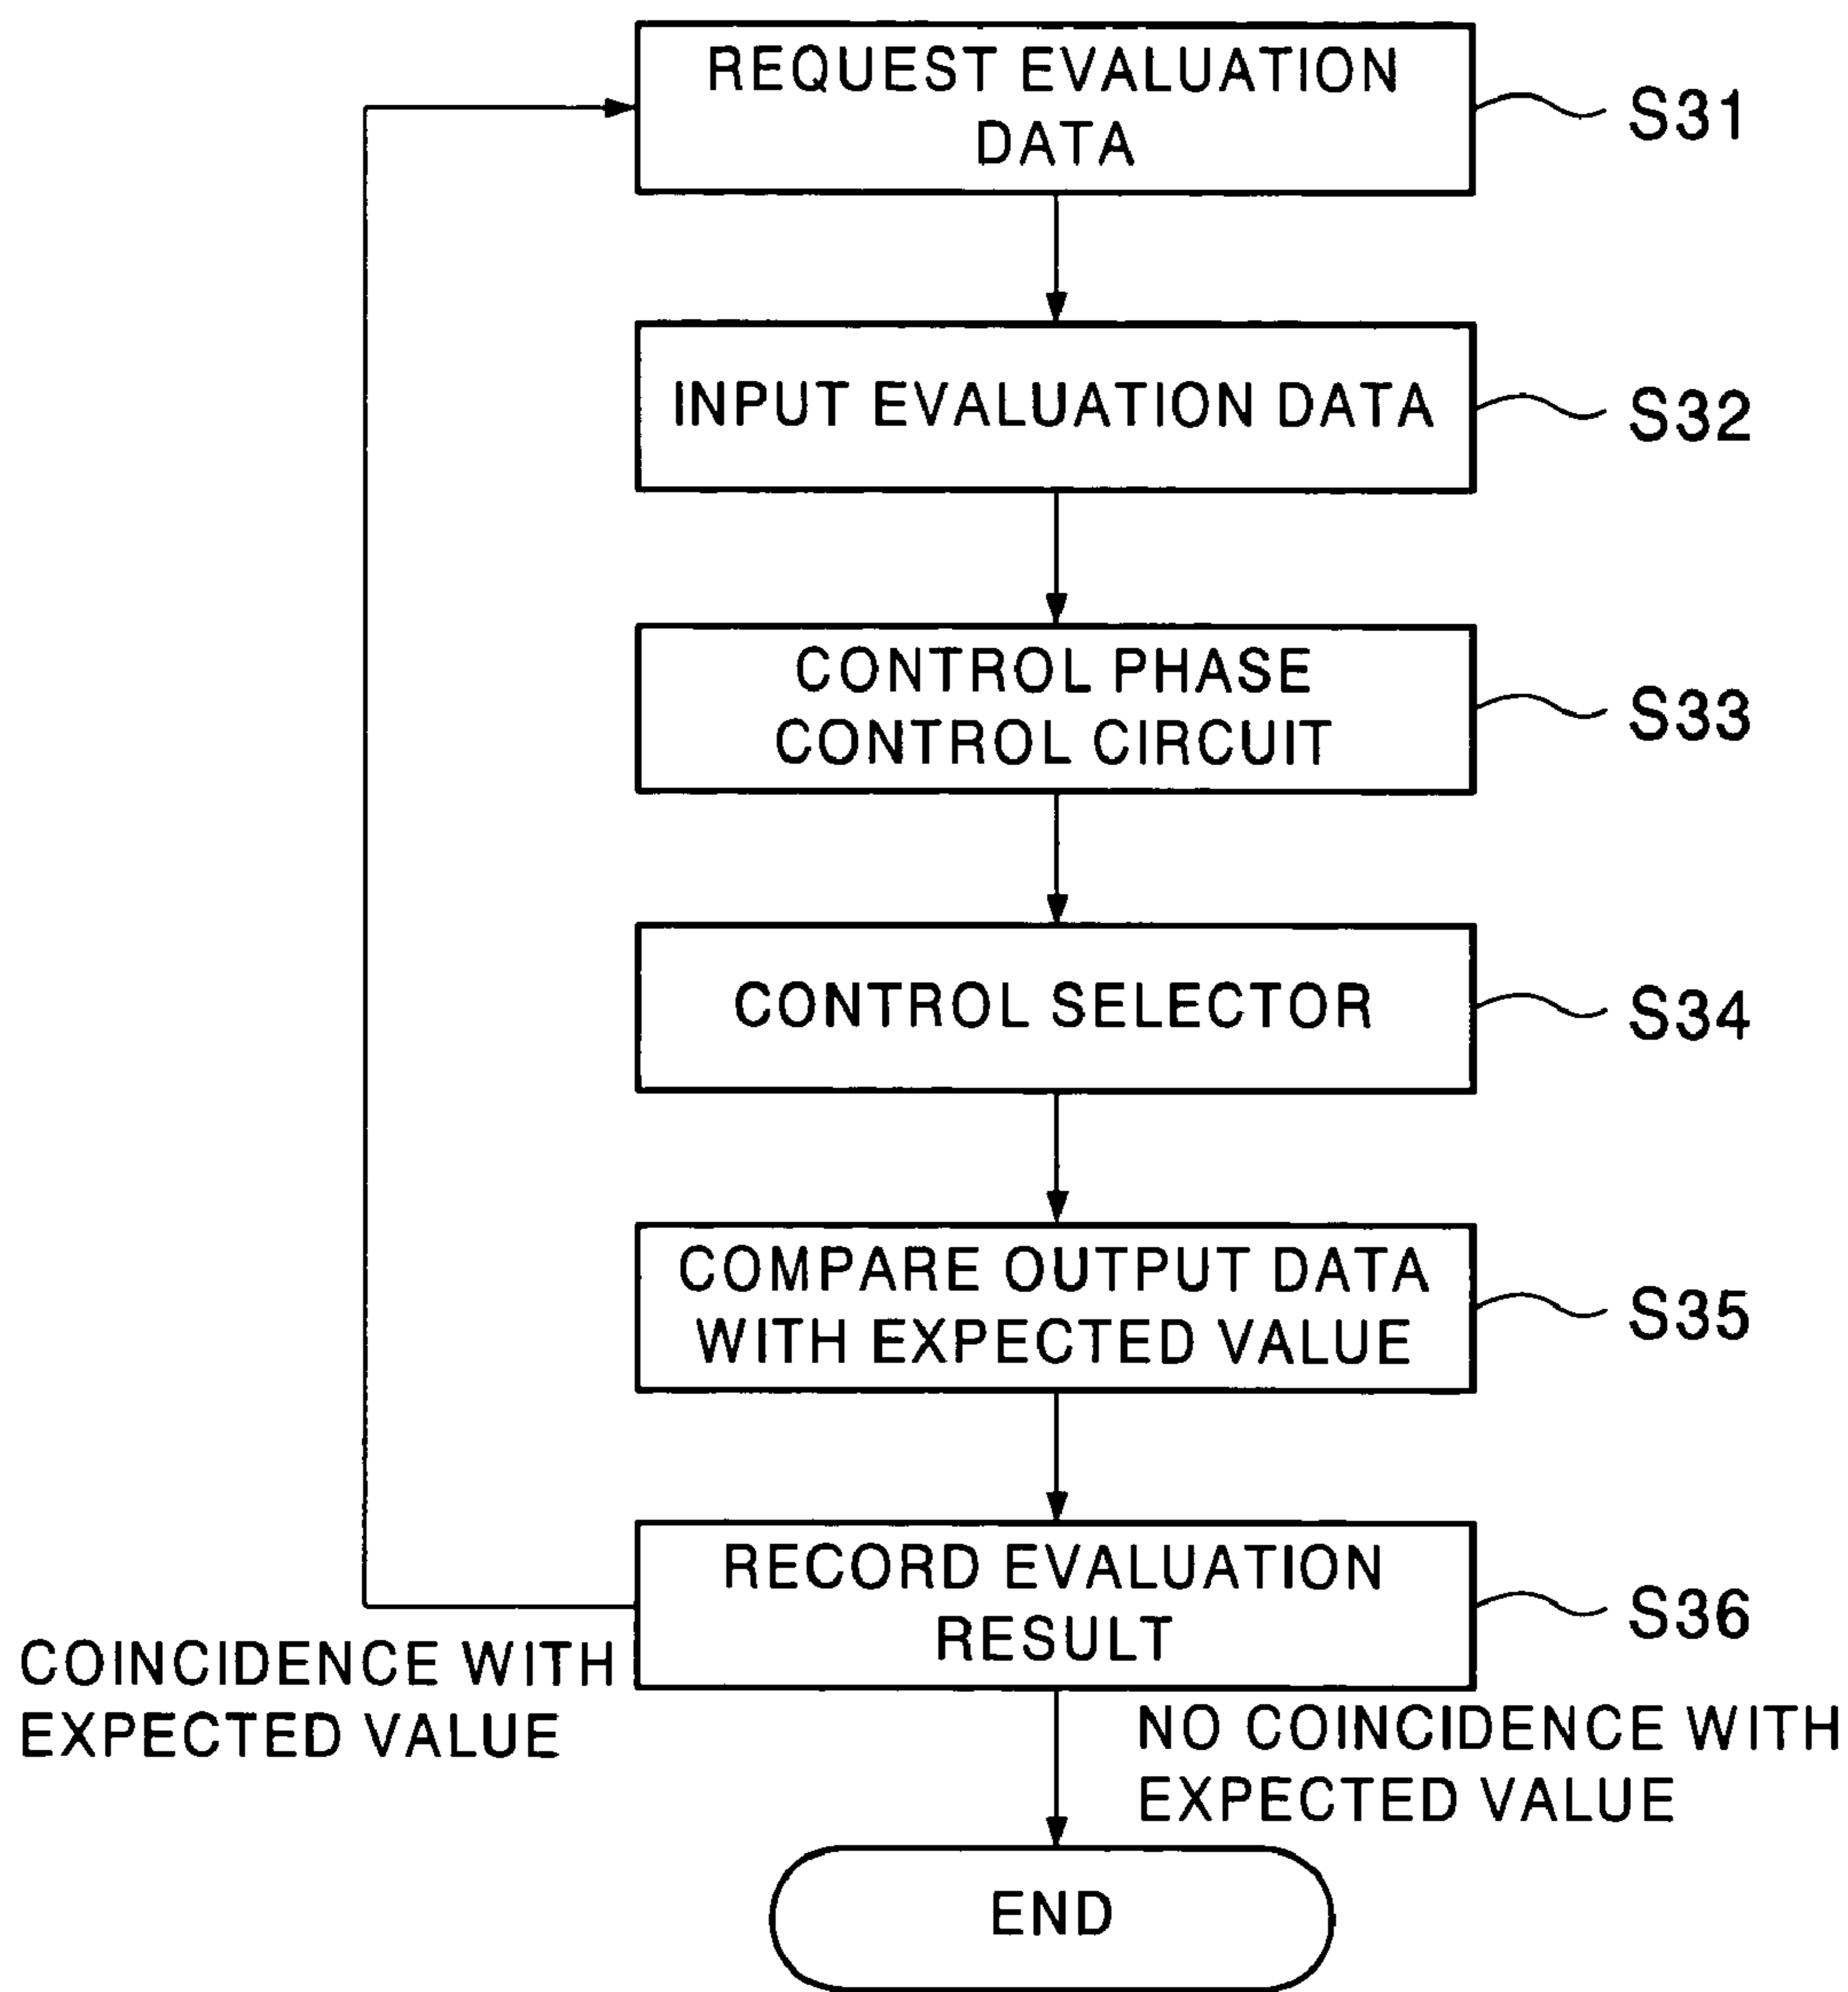 REQUEST EVALUATION
DATA
S31
INPUT EVALUATION DATA
S32
CONTROL PHASE
CONTROL CIRCUIT
S33
CONTROL SELECTOR
S34
COMPARE OUTPUT DATA
WITH EXPECTED VALUE
S35
RECORD EVALUATION
RESULT
S36
COINCIDENCE WITH
EXPECTED VALUE
NO COINCIDENCE WITH
EXPECTED VALUE
END